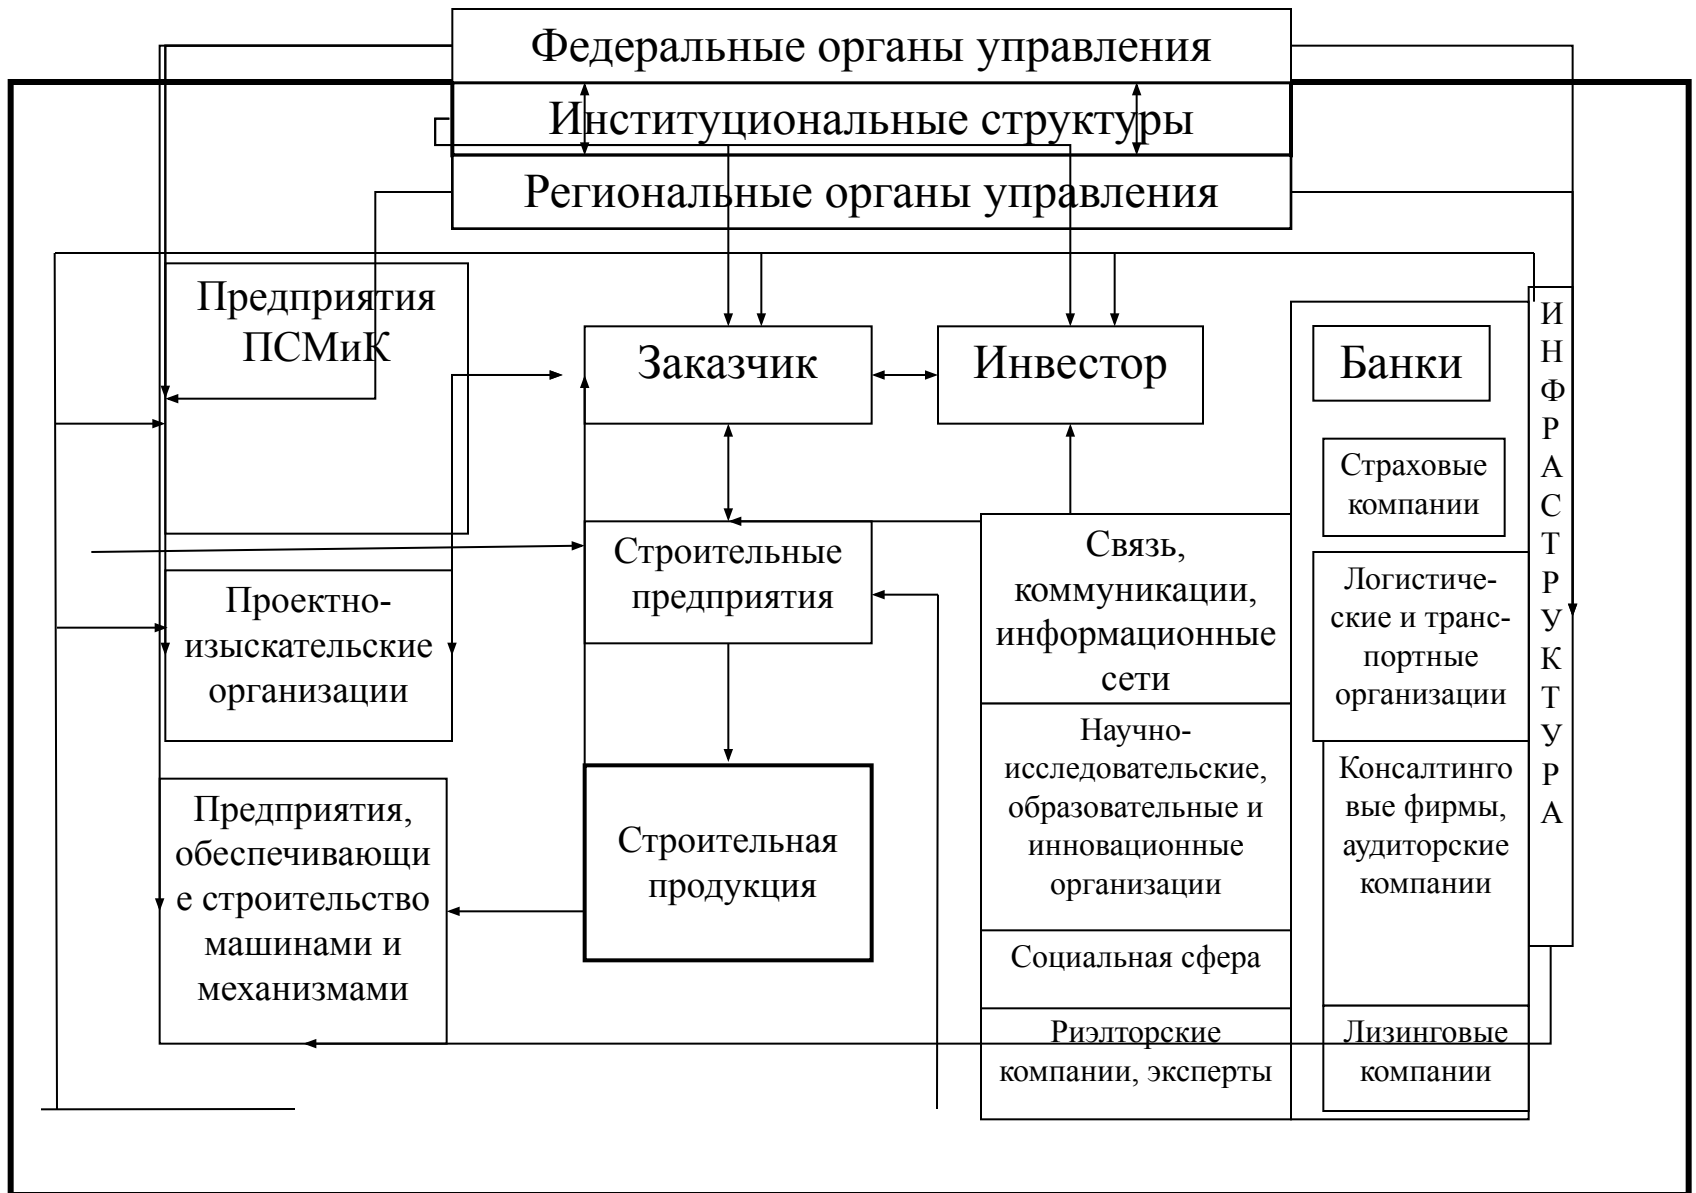 Федеральные органы управления
Институциональные структуры
Региональные органы управления
Предприятия
ПСМиК
Заказчик
Инвестор
Банки
Страховые
компании
Строительные
предприятия
Связь,
коммуникации,
информационные
сети
Логистиче-
ские и транс-
портные
организации
Проектно-
изыскательские
организации
Научно-
исследовательские,
образовательные и
инновационные
организации
Консалтинго
вые фирмы,
аудиторские
компании
Предприятия,
обеспечивающи
е строительство
машинами и
механизмами
Строительная
продукция
Социальная сфера
Риэлторские
компании, эксперты
Лизинговые
компании
И
Н
Ф
Р
А
С
Т
Р
У
К
Т
У
Р
А